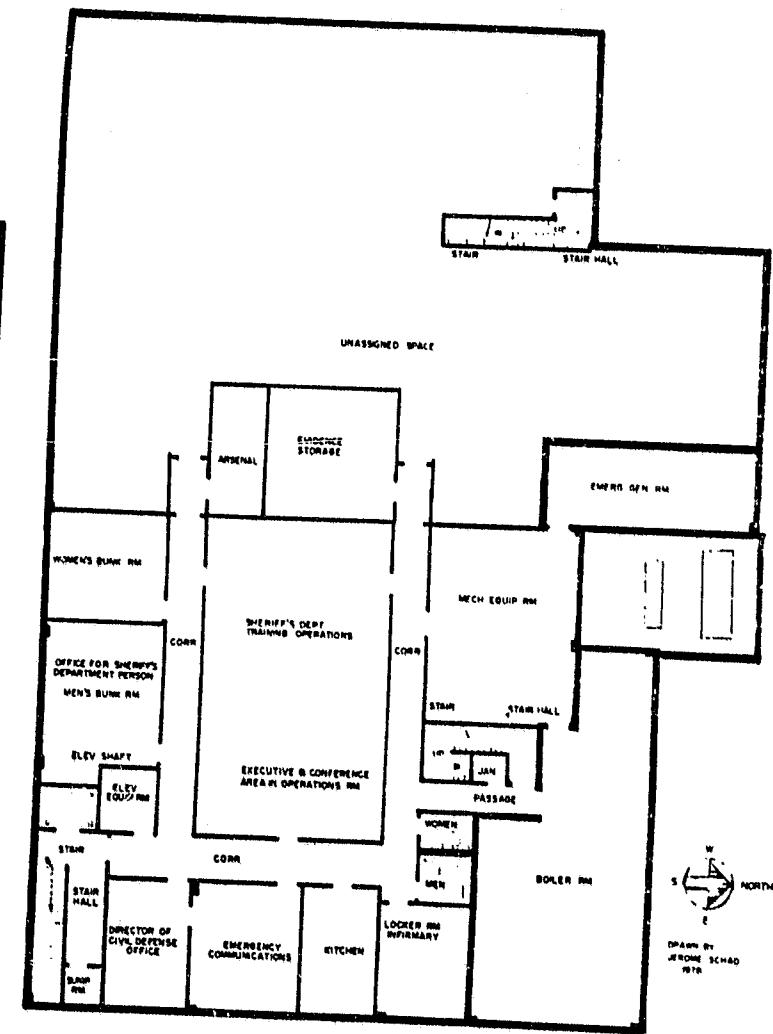 UP
STAIR
STAIR HALL
UNASSIGNED SPACE
ARSENAL
EVIDENCE
STORAGE
EMERG GEN RM
WOMEN'S BUNK RM
MECH EQUIP RM
SHERIFF'S DEPT
TRAINING OPERATIONS
CORR
CORR
OFFICE FOR SHERIFF'S
DEPARTMENT PERSON
MEN'S BUNK RM
STAIR
STAIR HALL
ELEV SHAFT
UP
JAN
ELEV
EQUIP RM
EXECUTIVE & CONFERENCE
AREA IN OPERATIONS RM
PASSAGE
WOMEN
STAIR
CORR
MEN
BOILER RM
STAIR
HALL
DIRECTOR OF
CIVIL DEFENSE
OFFICE
EMERGENCY
COMMUNICATIONS
KITCHEN
LOCKER RM
INFIRMARY
RM
W
S
NORTH
E
DRAWN BY
JEROME SCHAD